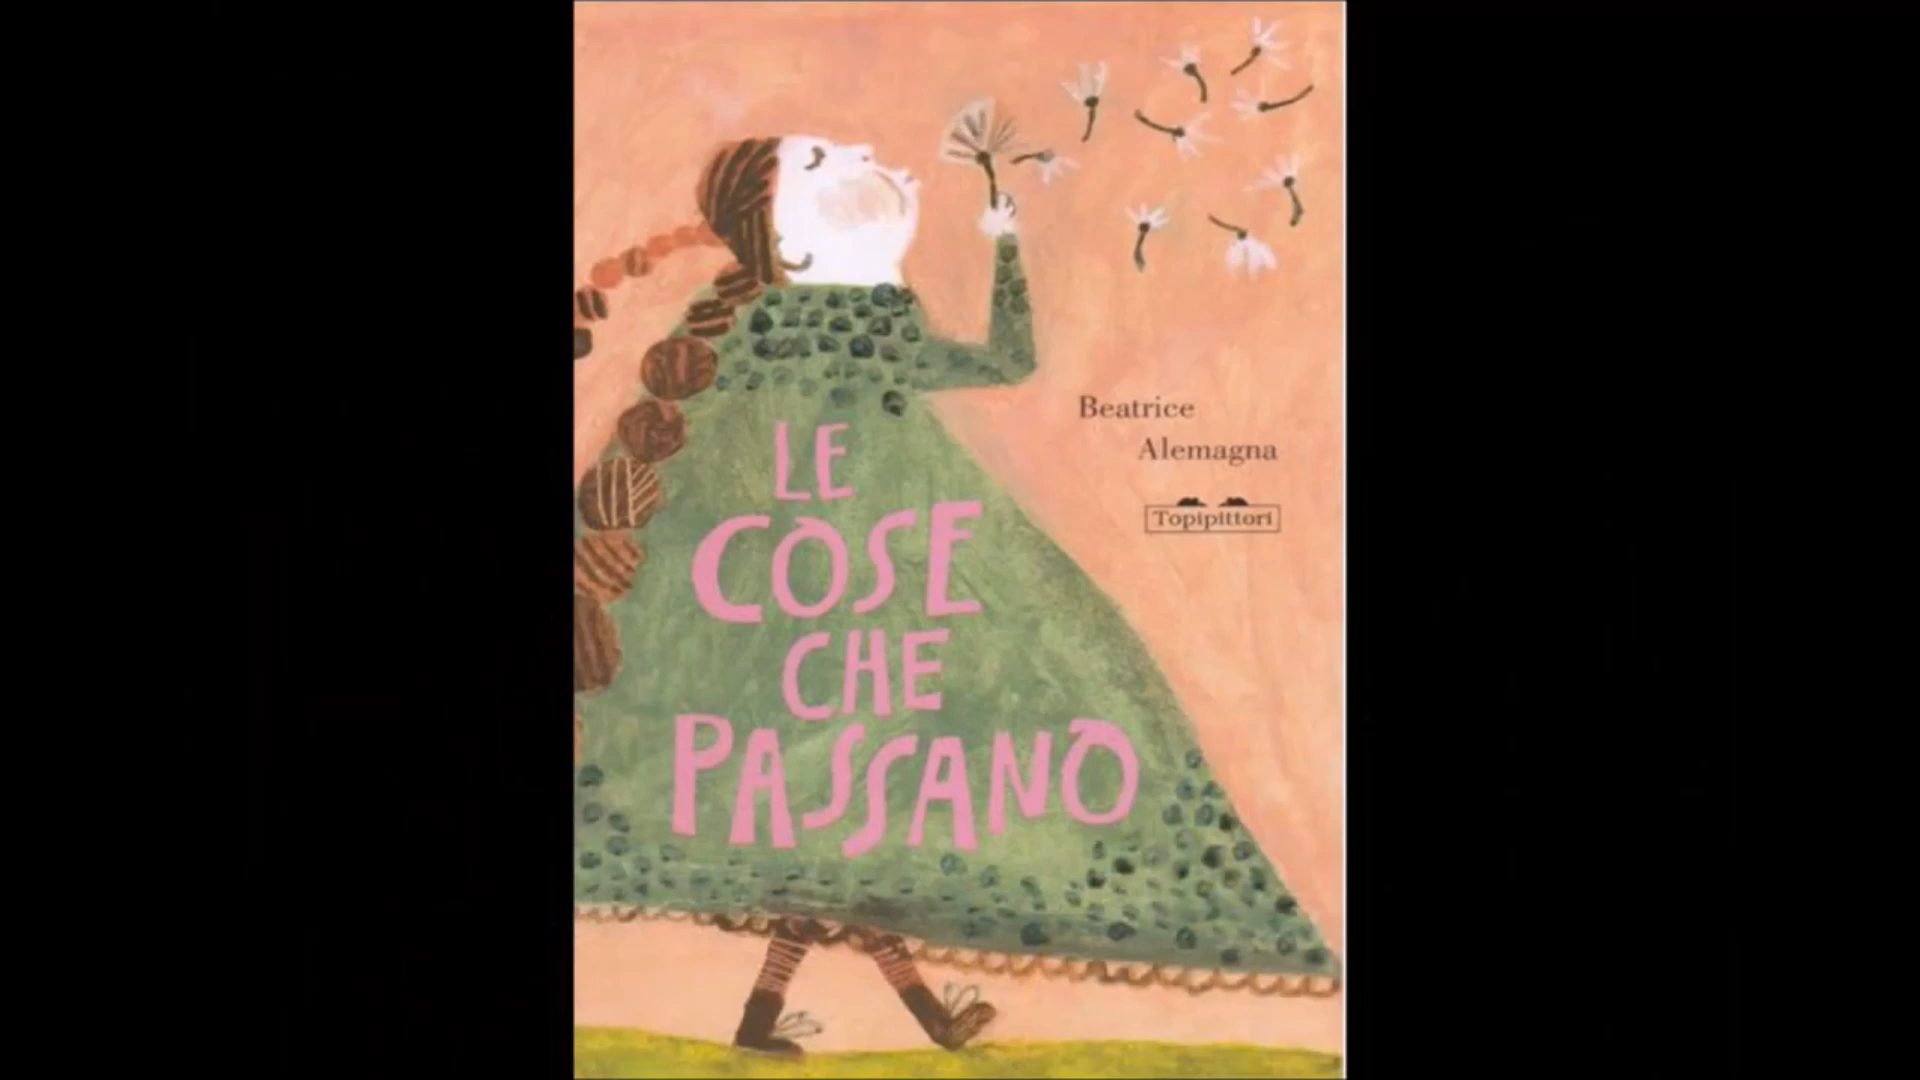 Beatrice
Alemagna
Topipittori
LE
COSE
CHE
PASSANO